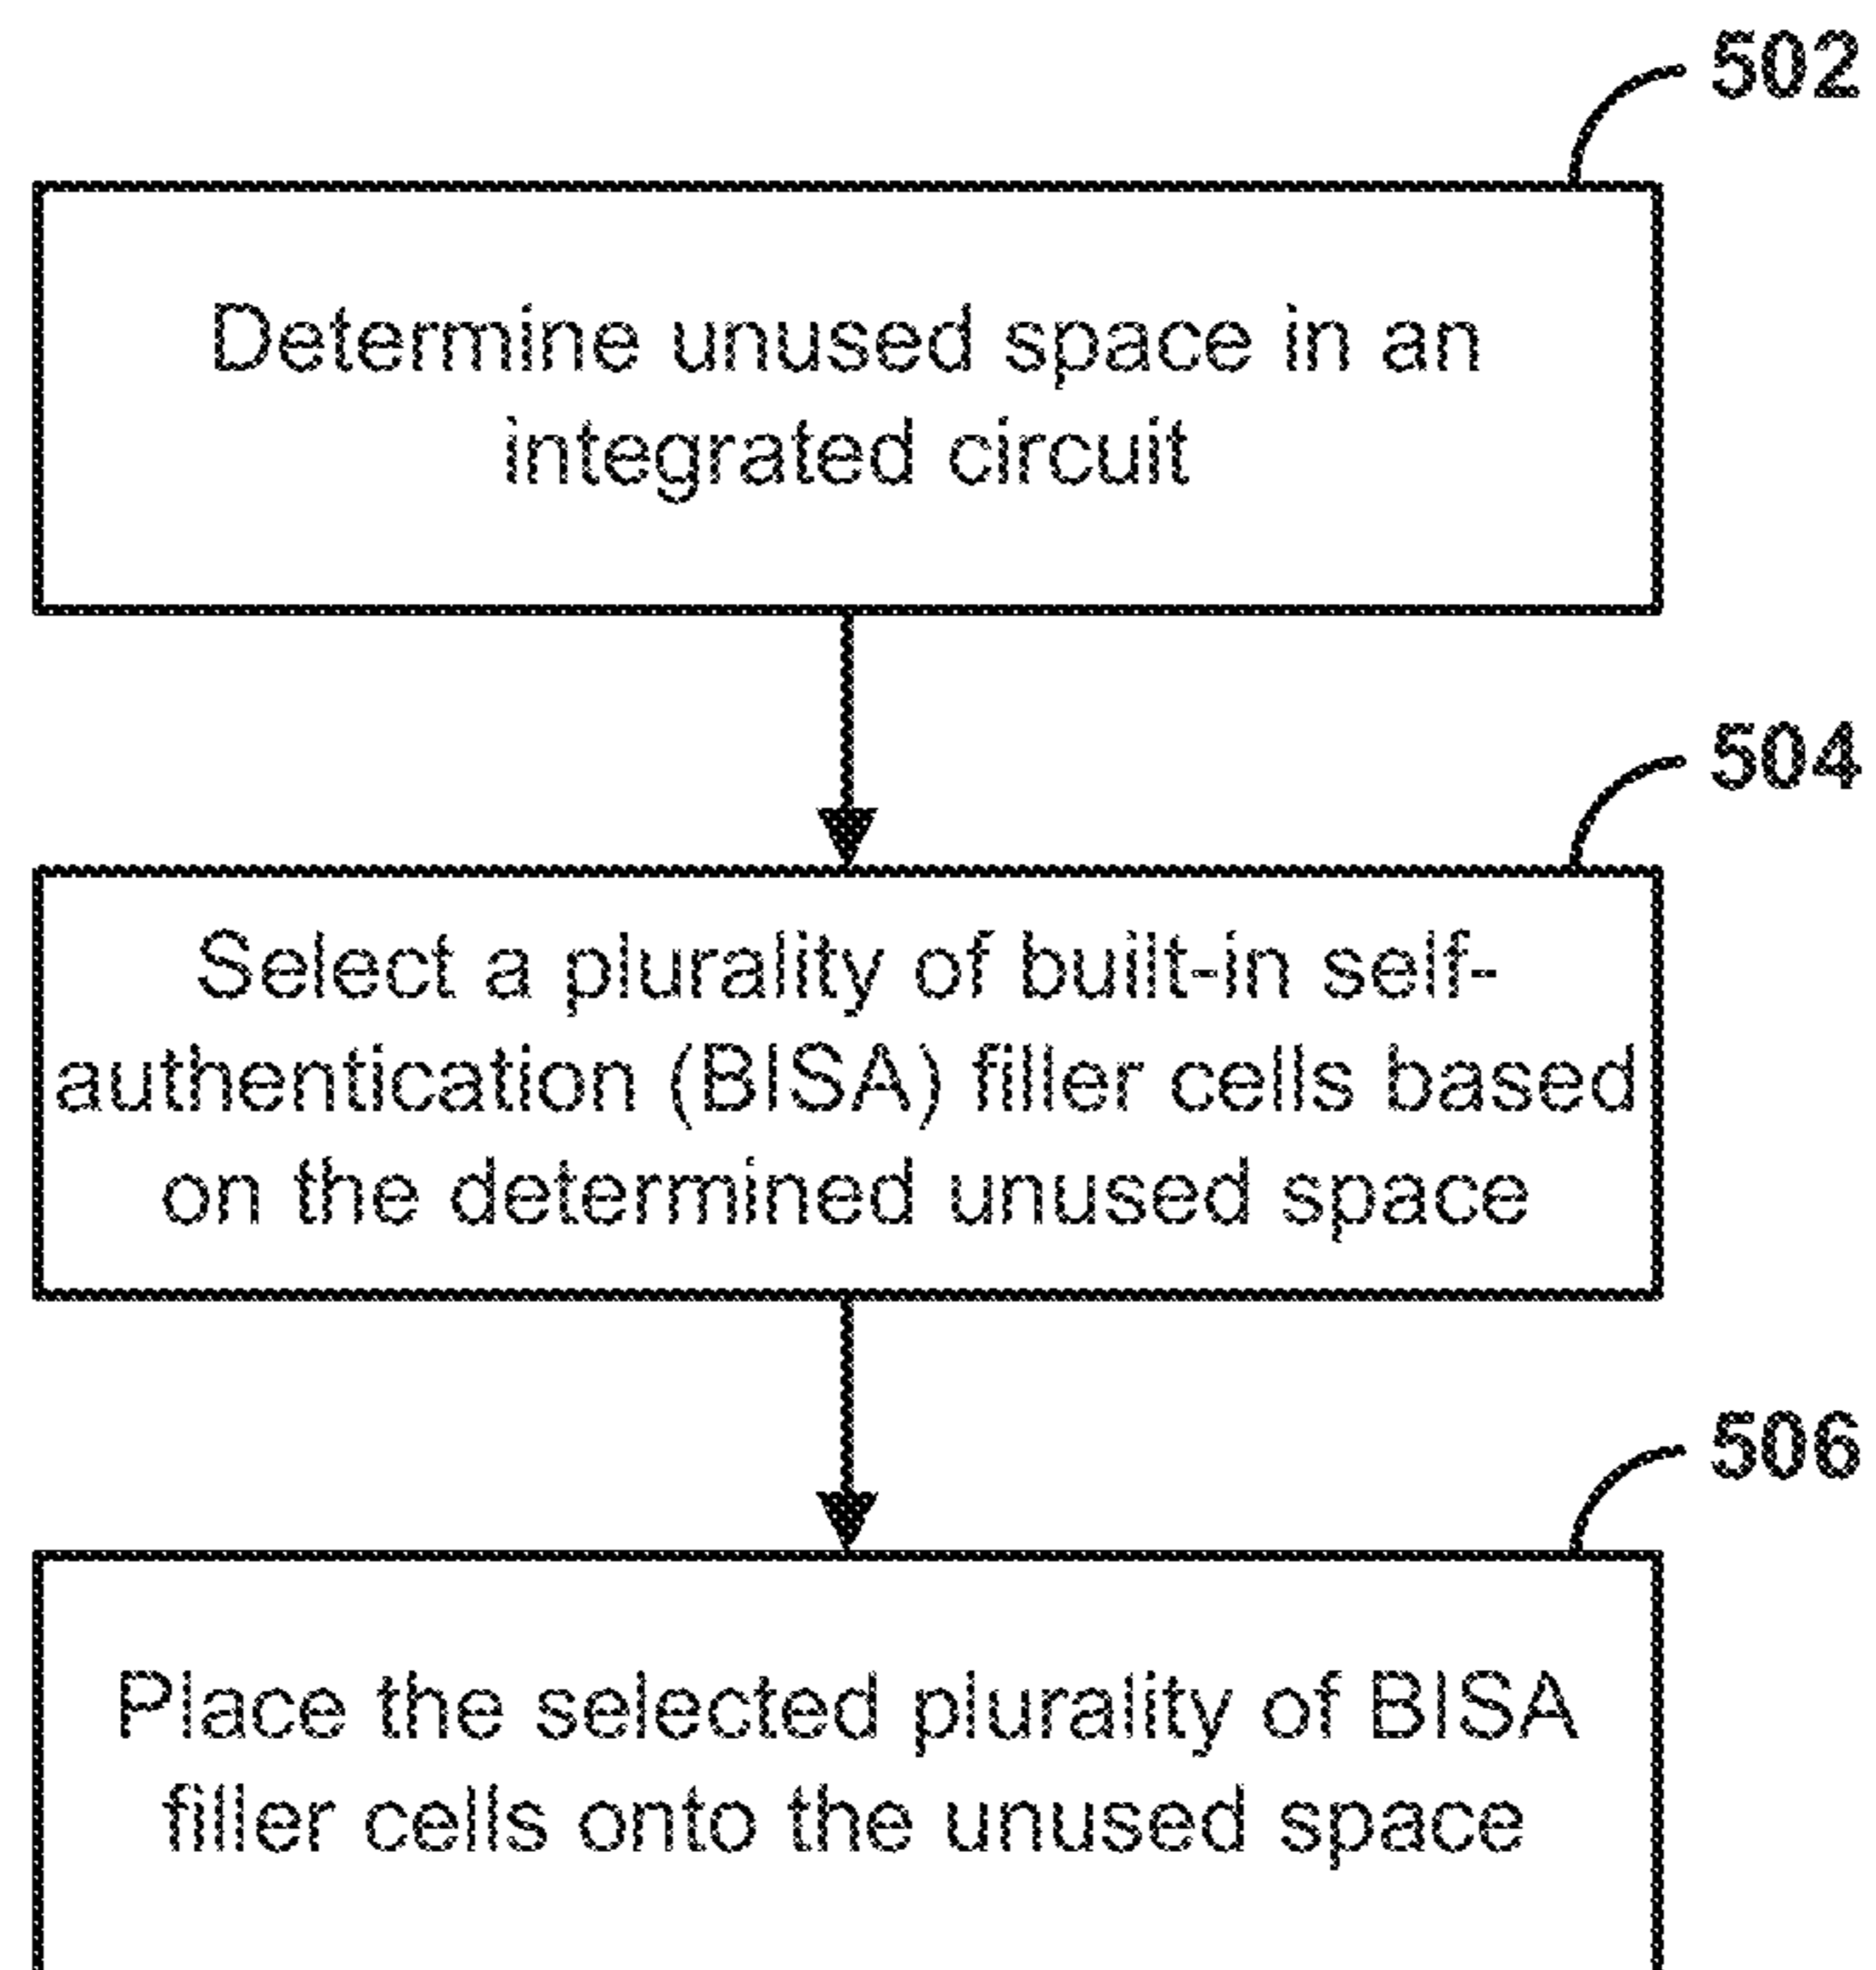 502
Determine unused space in an
integrated circuit
504
Select a plurality of built-in self-
authentication (BISA) filler cells based
on the determined unused space
506
Place the selected plurality of BISA
filler cells onto the unused space